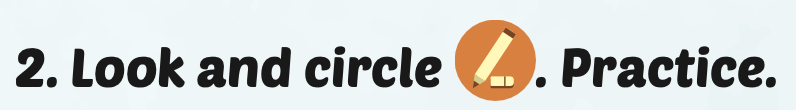 2. Look and circle . Practice.